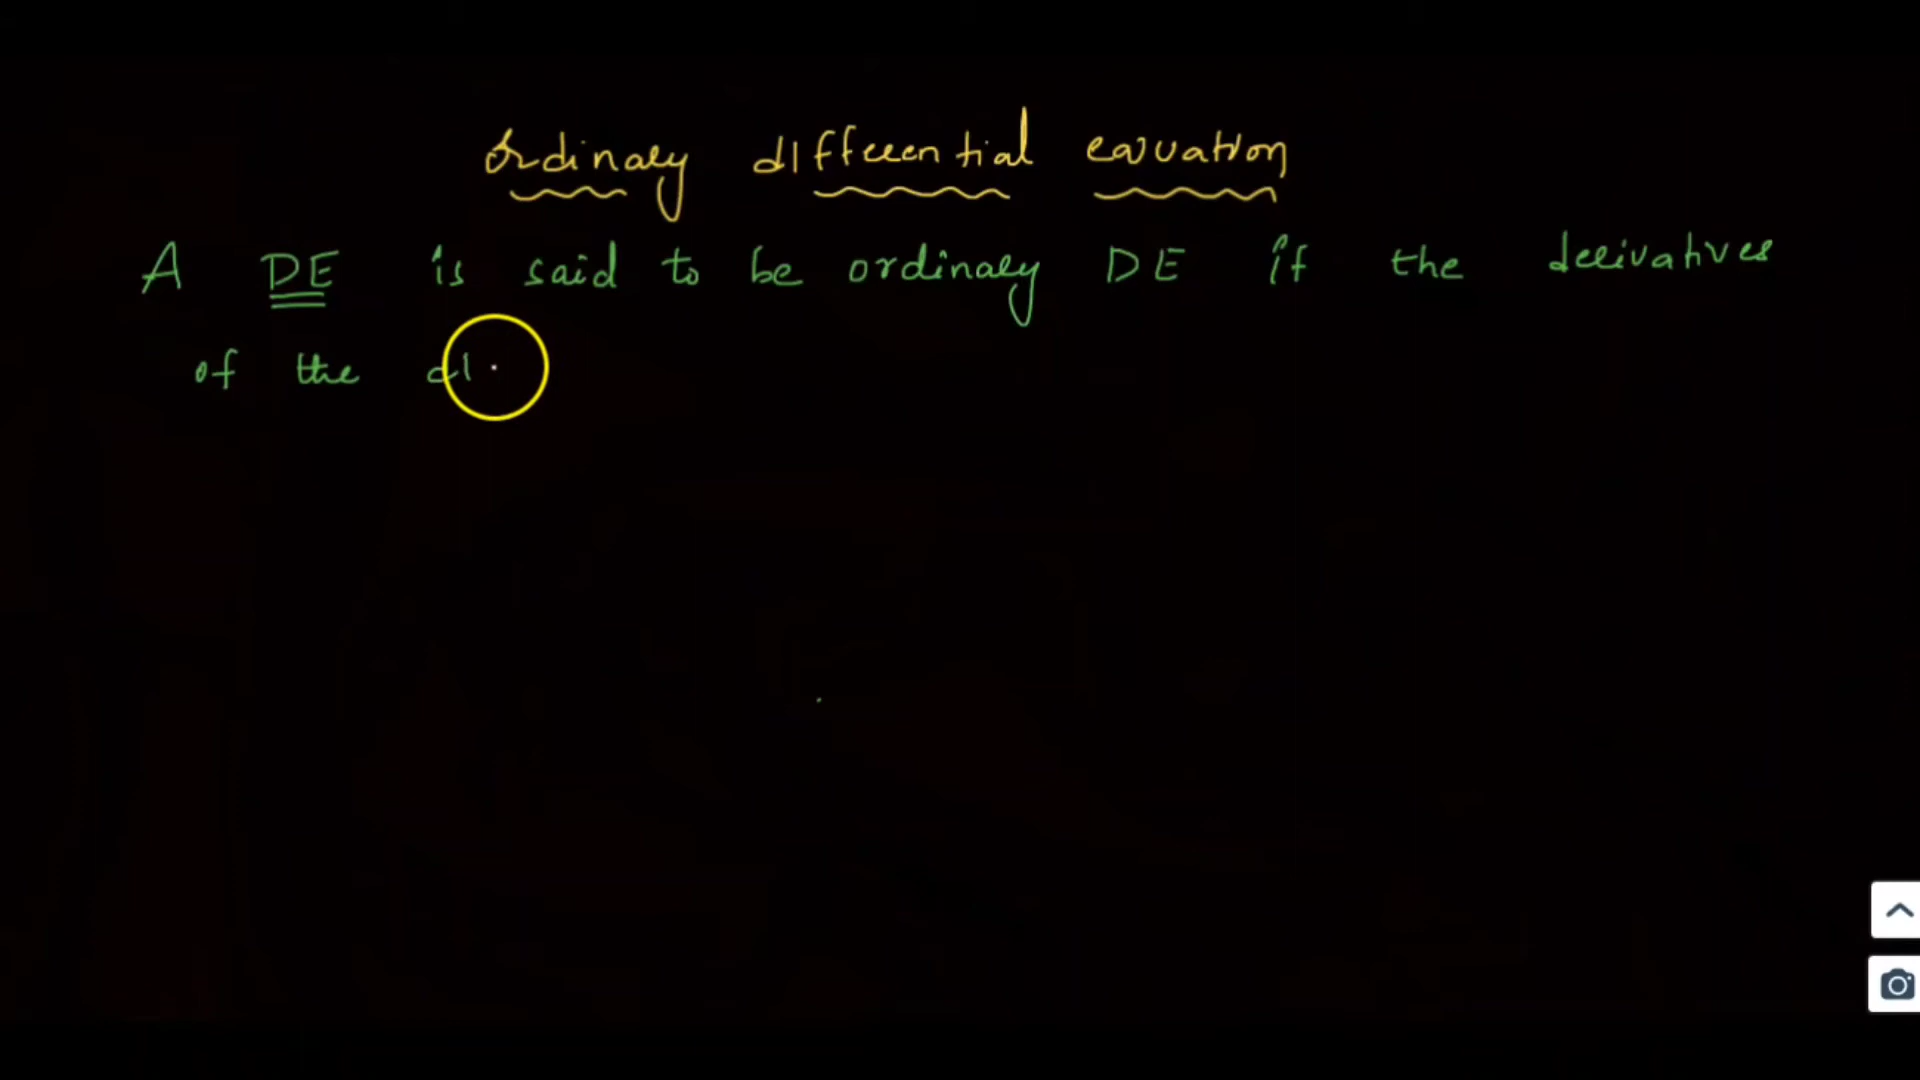 ordinary differential equation
A DE is said to be ordinary DE if the derivatives
of the